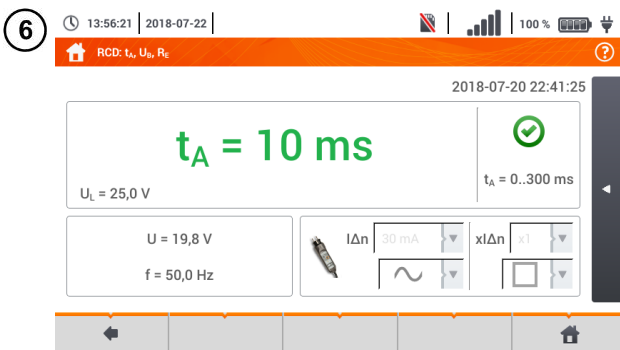 6
13:56:21 2018-07-22 100 %
RCD: tA, UB, RE ?
2018-07-20 22:41:25
tA = 10 ms
tA = 0..300 ms
UL = 25,0 V
U = 19,8 V
f = 50,0 Hz
IΔn 30 mA xIΔn x1